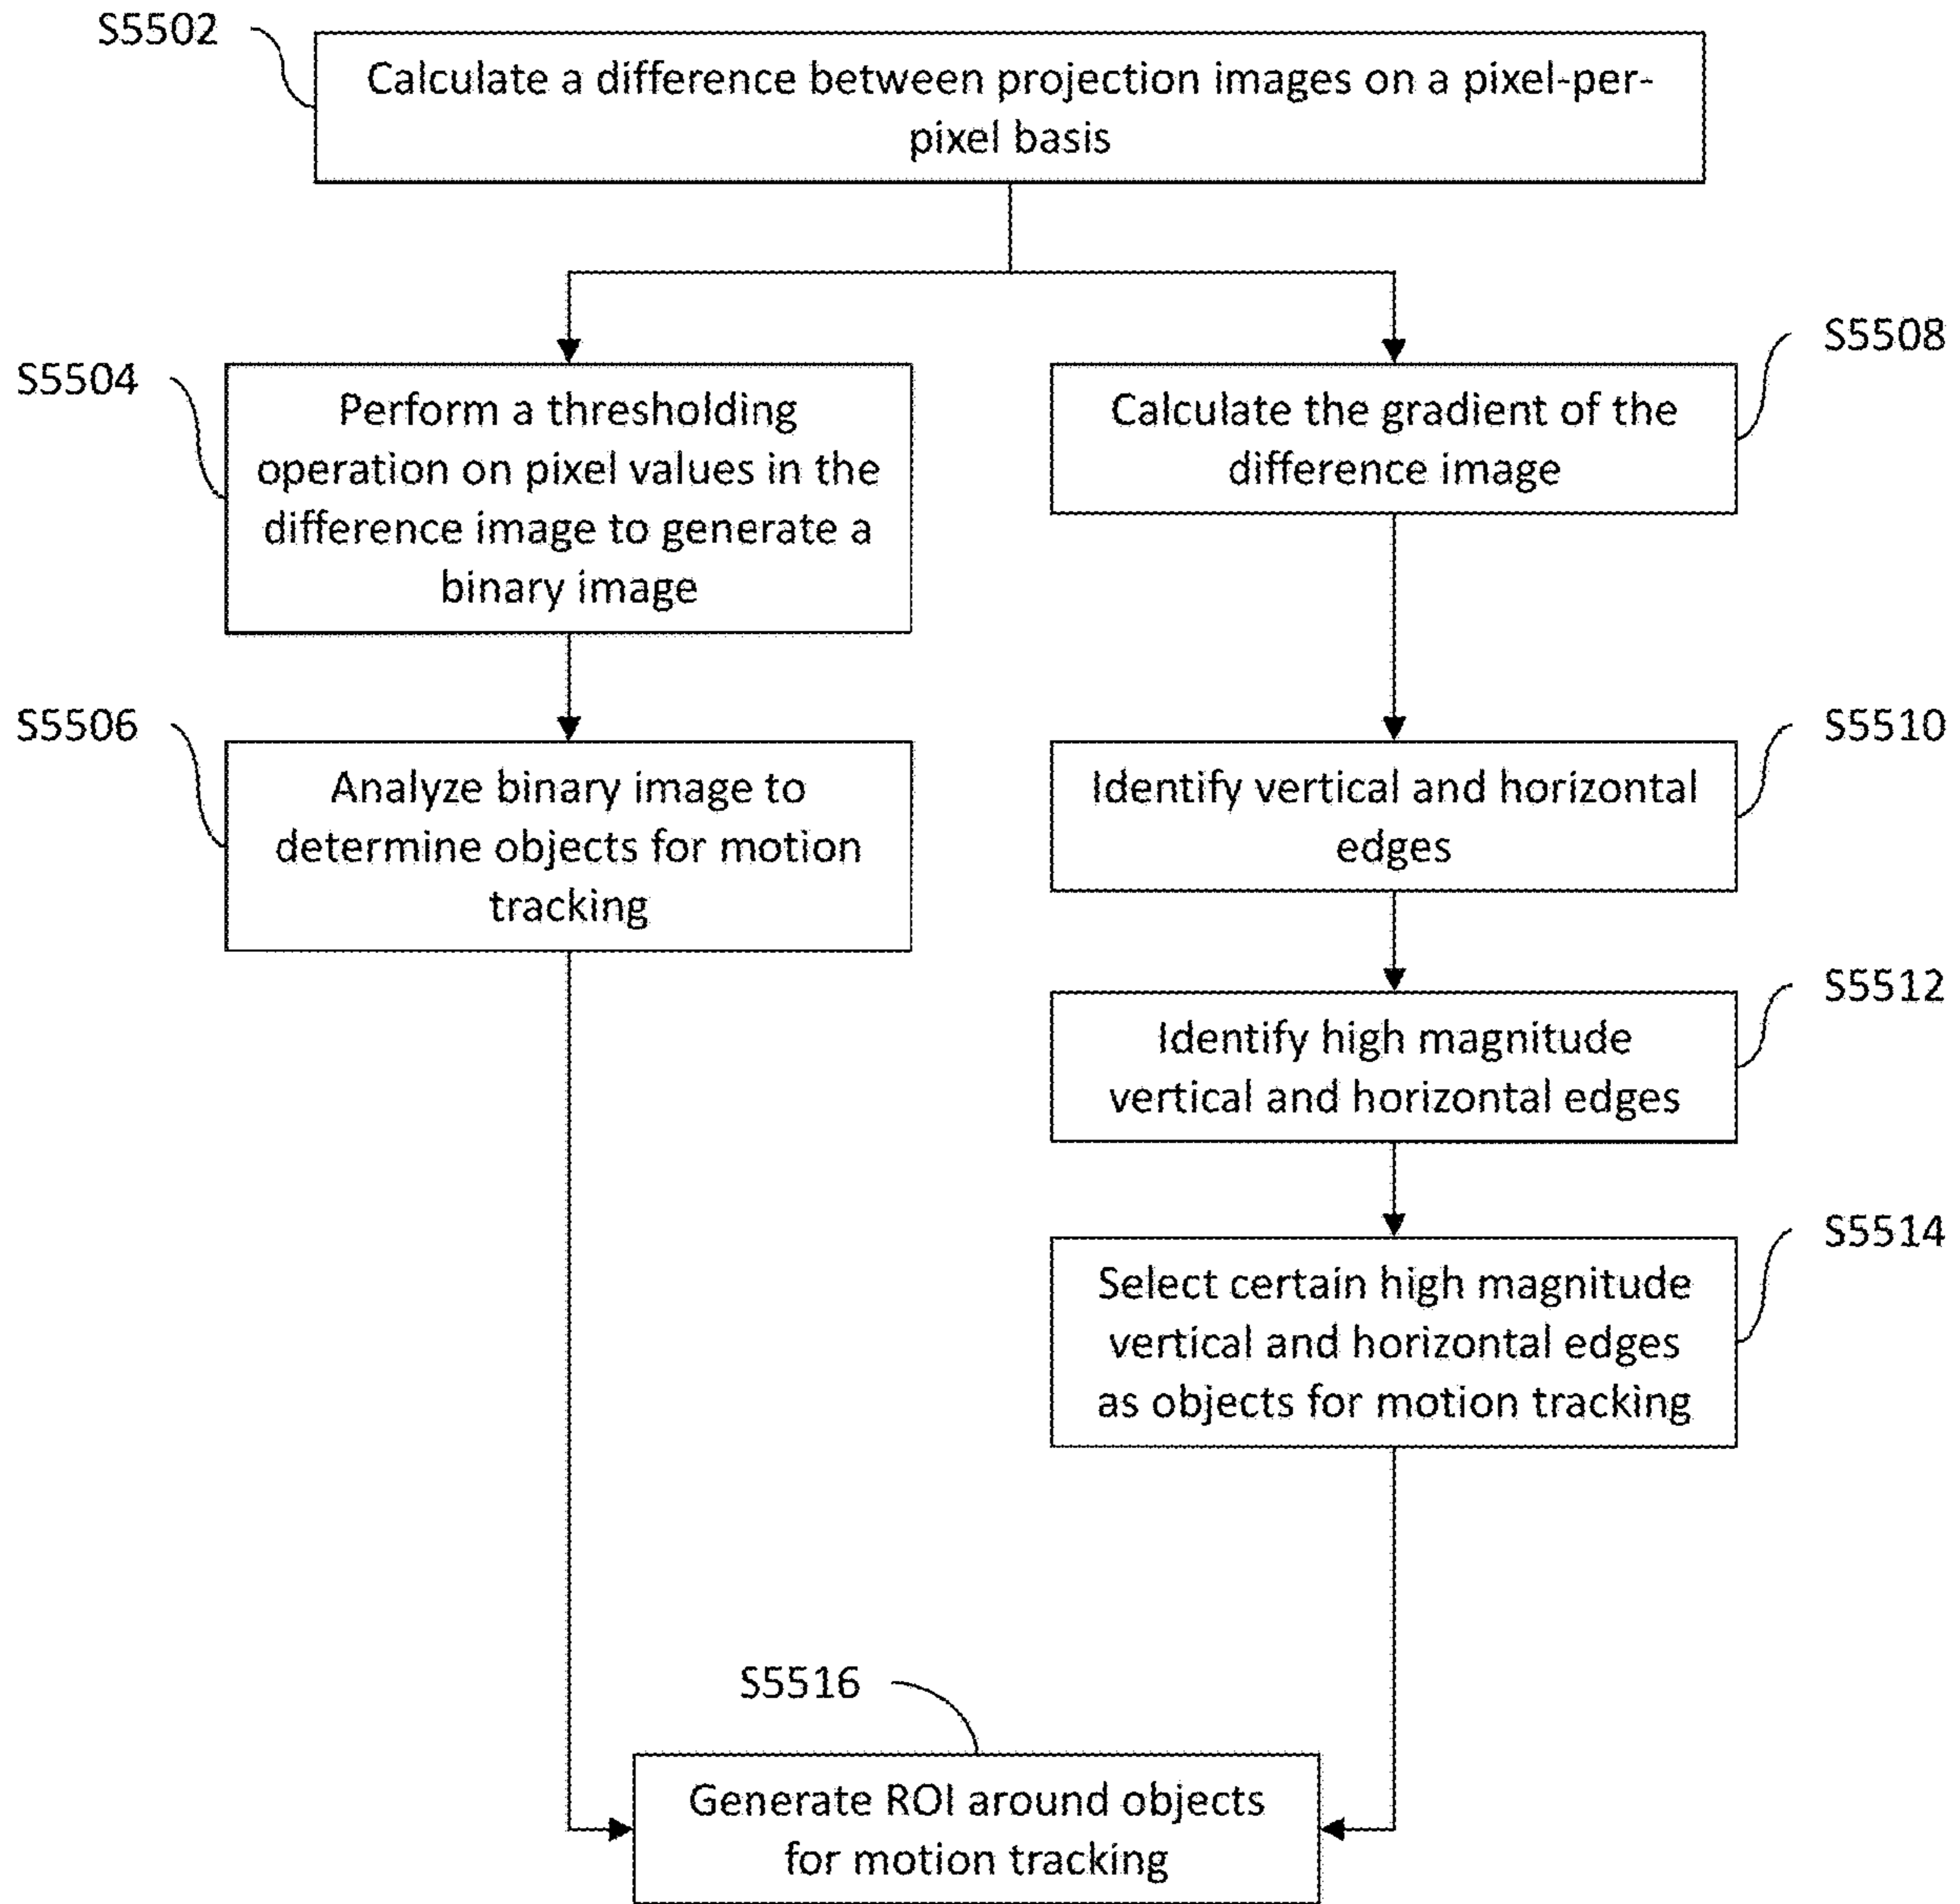 S5502
Calculate a difference between projection images on a pixel-per-
pixel basis
S5504
Perform a thresholding
operation on pixel values in the
difference image to generate a
binary image
S5508
Calculate the gradient of the
difference image
S5506
Analyze binary image to
determine objects for motion
tracking
S5510
Identify vertical and horizontal
edges
S5512
Identify high magnitude
vertical and horizontal edges
S5514
Select certain high magnitude
vertical and horizontal edges
as objects for motion tracking
S5516
Generate ROI around objects
for motion tracking